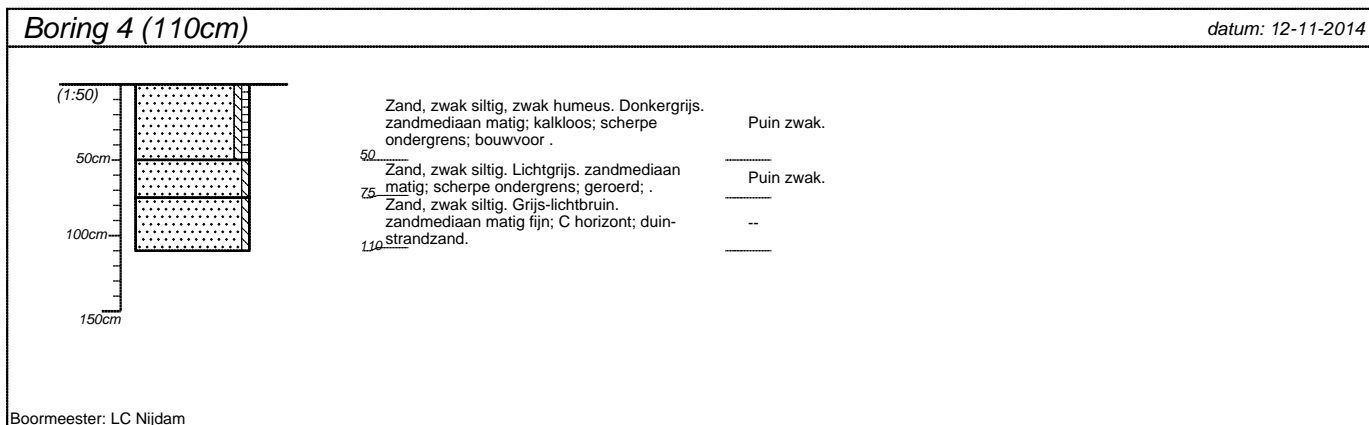 Boring 4 (110cm)
datum: 12-11-2014
(1:50)
50cm
100cm
150cm
Zand, zwak siltig, zwak humeus. Donkergrijs.
zandmediaan matig; kalkloos; scherpe
ondergrens; bouwvoor .
Puin zwak.
50
Zand, zwak siltig. Lichtgrijs. zandmediaan
matig; scherpe ondergrens; geroerd; .
Puin zwak.
75
Zand, zwak siltig. Grijs-lichtbruin.
zandmediaan matig fijn; C horizont; duin-
strandzand.
--
110
Boormeester: LC Nijdam